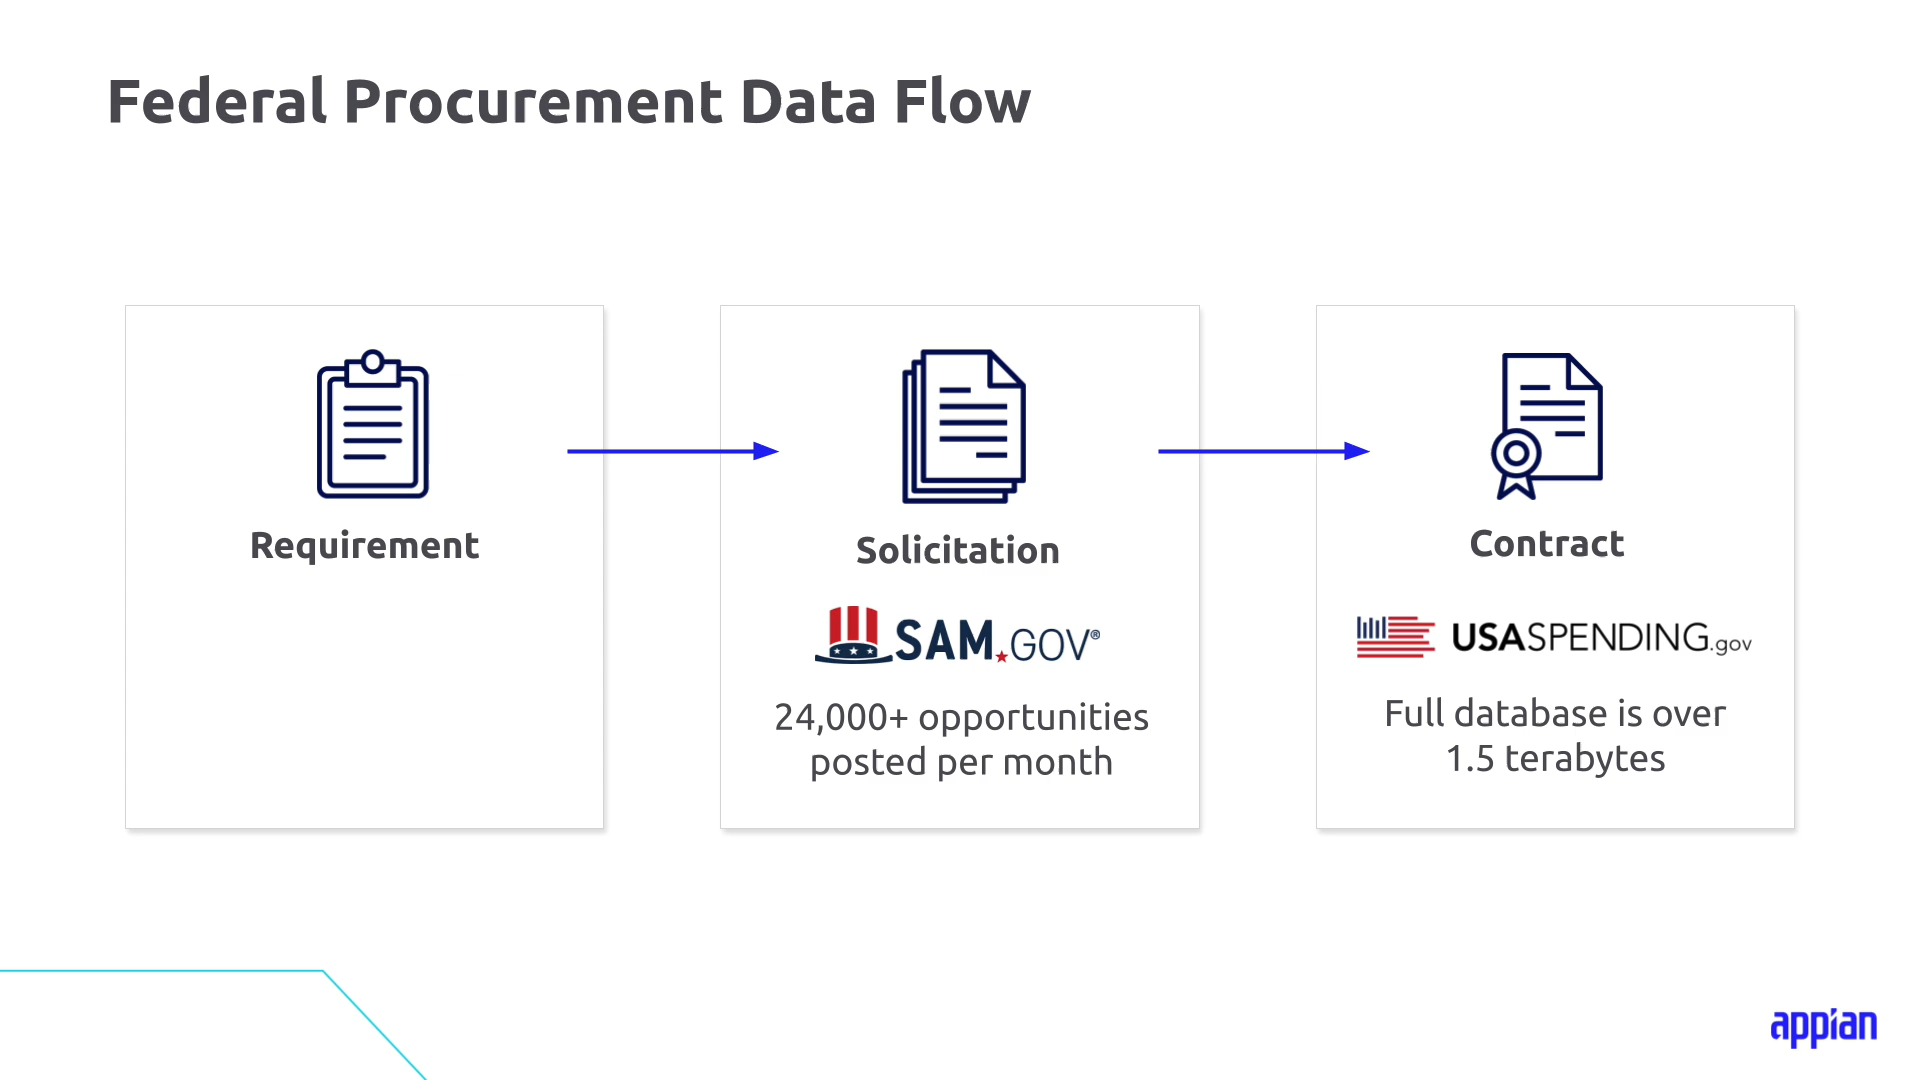 Federal Procurement Data Flow
Requirement
Solicitation
SAM.GOV®
24,000+ opportunities
posted per month
Contract
USASPENDING.gov
Full database is over
1.5 terabytes
appian